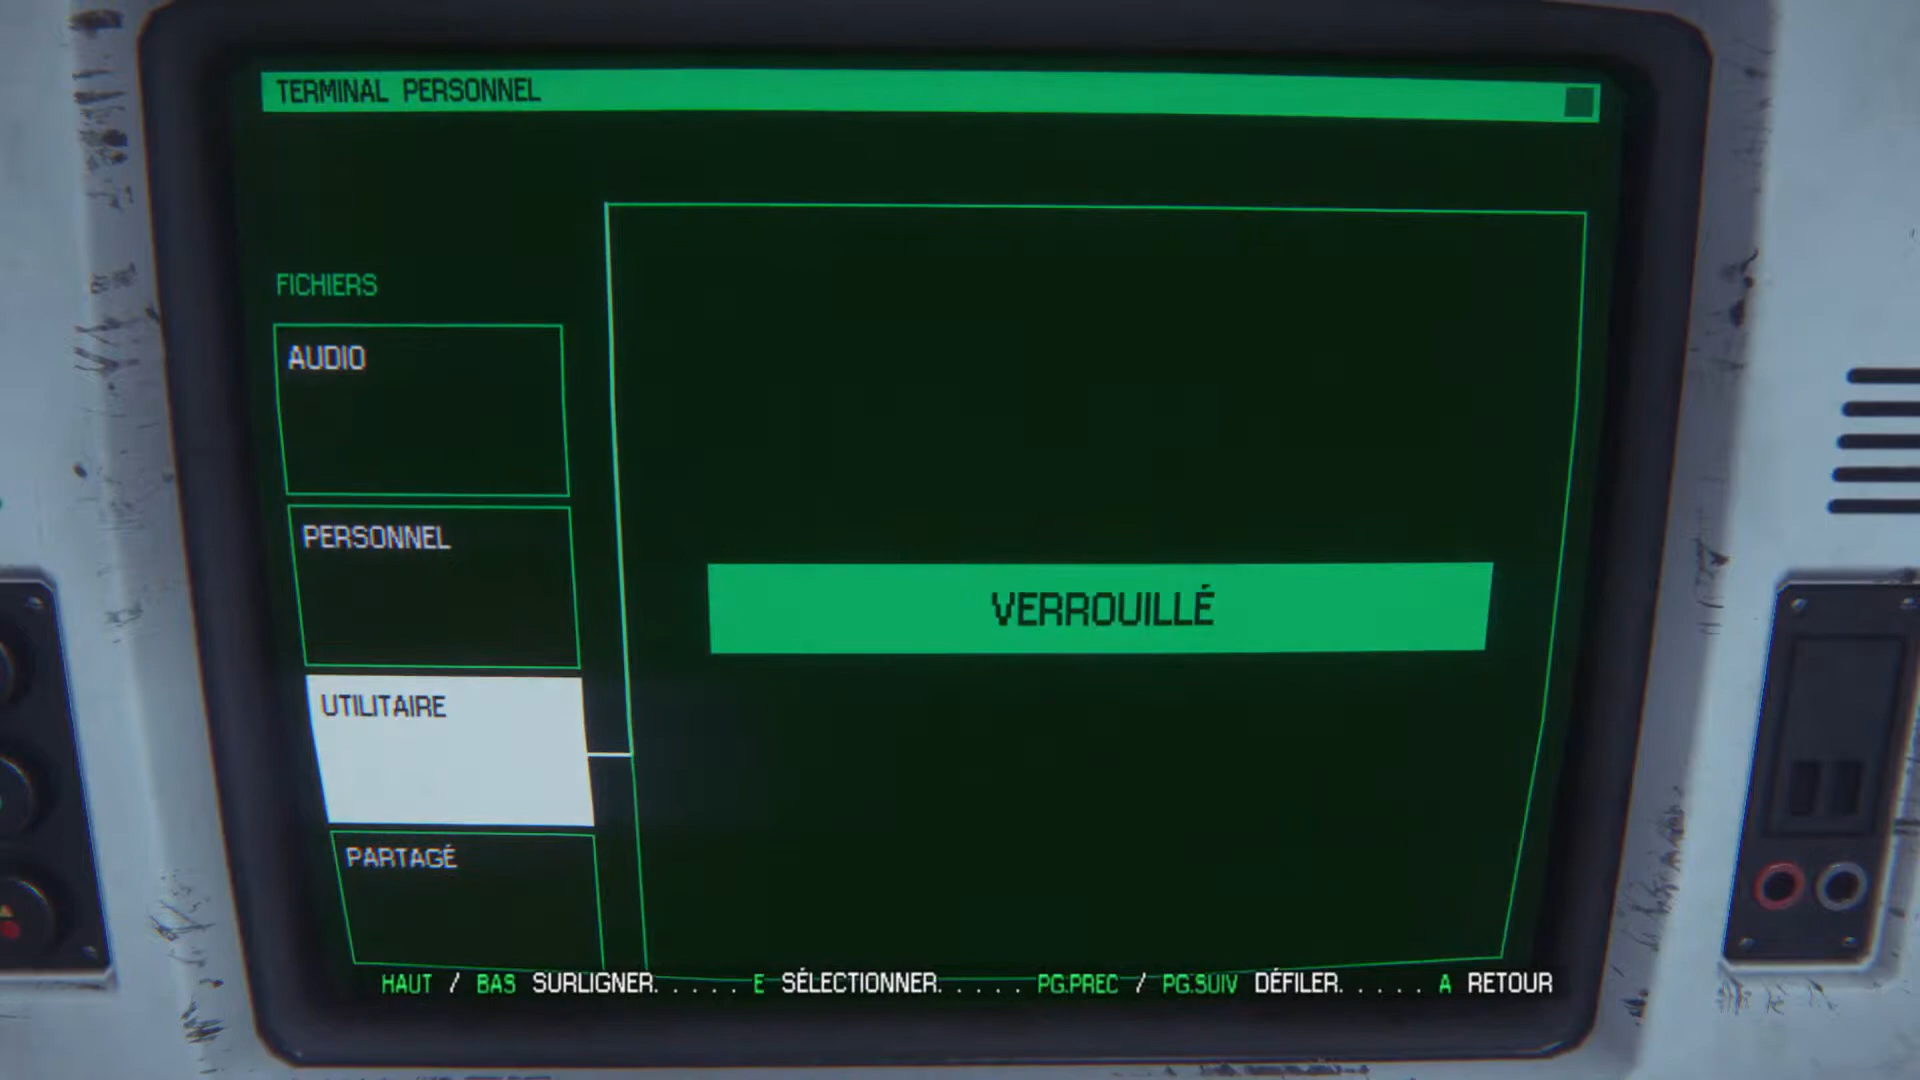 TERMINAL PERSONNEL
FICHIERS
AUDIO
PERSONNEL
UTILITAIRE
PARTAGÉ
VERROUILLÉ
HAUT / BAS SURLIGNER. . . . . E SÉLECTIONNER. . . . . PG.PREC / PG.SUIV DÉFILER. . . . . A RETOUR